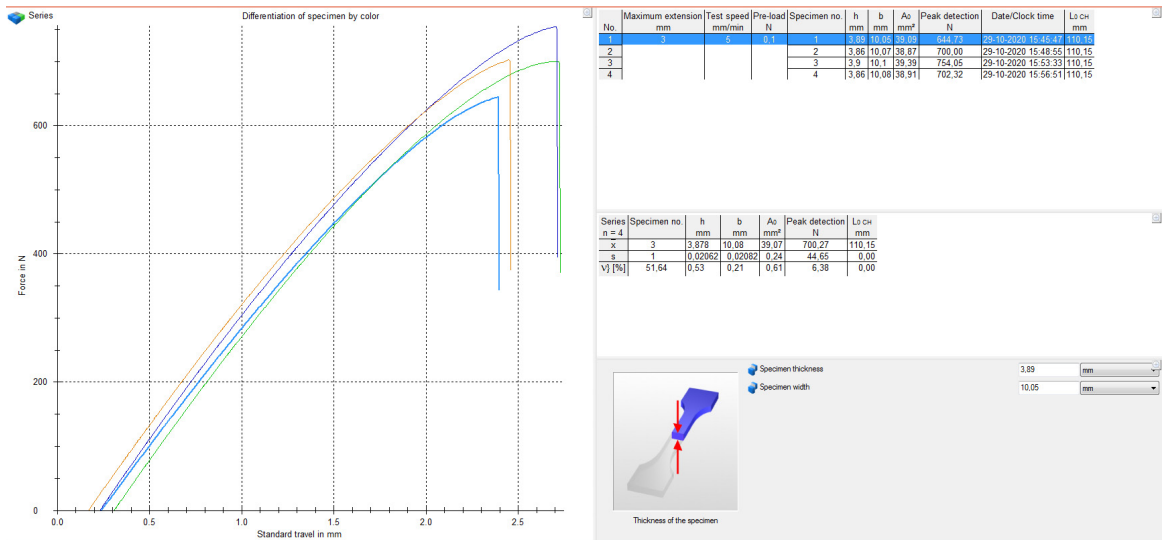 Series
Differentiation of specimen by color
600
400
200
0
0.0 0.5 1.0 1.5 2.0 2.5
Force in N
Standard travel in mm
No. Maximum extension mm Test speed mm/min Pre-load N Specimen no. h mm b mm A0 mm² Peak detection N Date/Clock time L0 CH mm
1 3 5 0.1 1 3,89 10,05 39,09 644,73 29-10-2020 15:45:47 110,15
2 2 3,86 10,07 38,87 700,00 29-10-2020 15:48:55 110,15
3 3 3,9 10,1 39,39 754,05 29-10-2020 15:53:33 110,15
4 4 3,86 10,08 38,91 702,32 29-10-2020 15:56:51 110,15
Series Specimen no. h b A0 Peak detection L0 CH
n = 4 mm mm mm² N mm
x̄ 3 3,878 10,08 39,07 700,27 110,15
s 1 0,02062 0,02082 0,24 44,65 0,00
ν} [%] 51,64 0,53 0,21 0,61 6,38 0,00
Specimen thickness 3,89 mm
Specimen width 10,05 mm
Thickness of the specimen